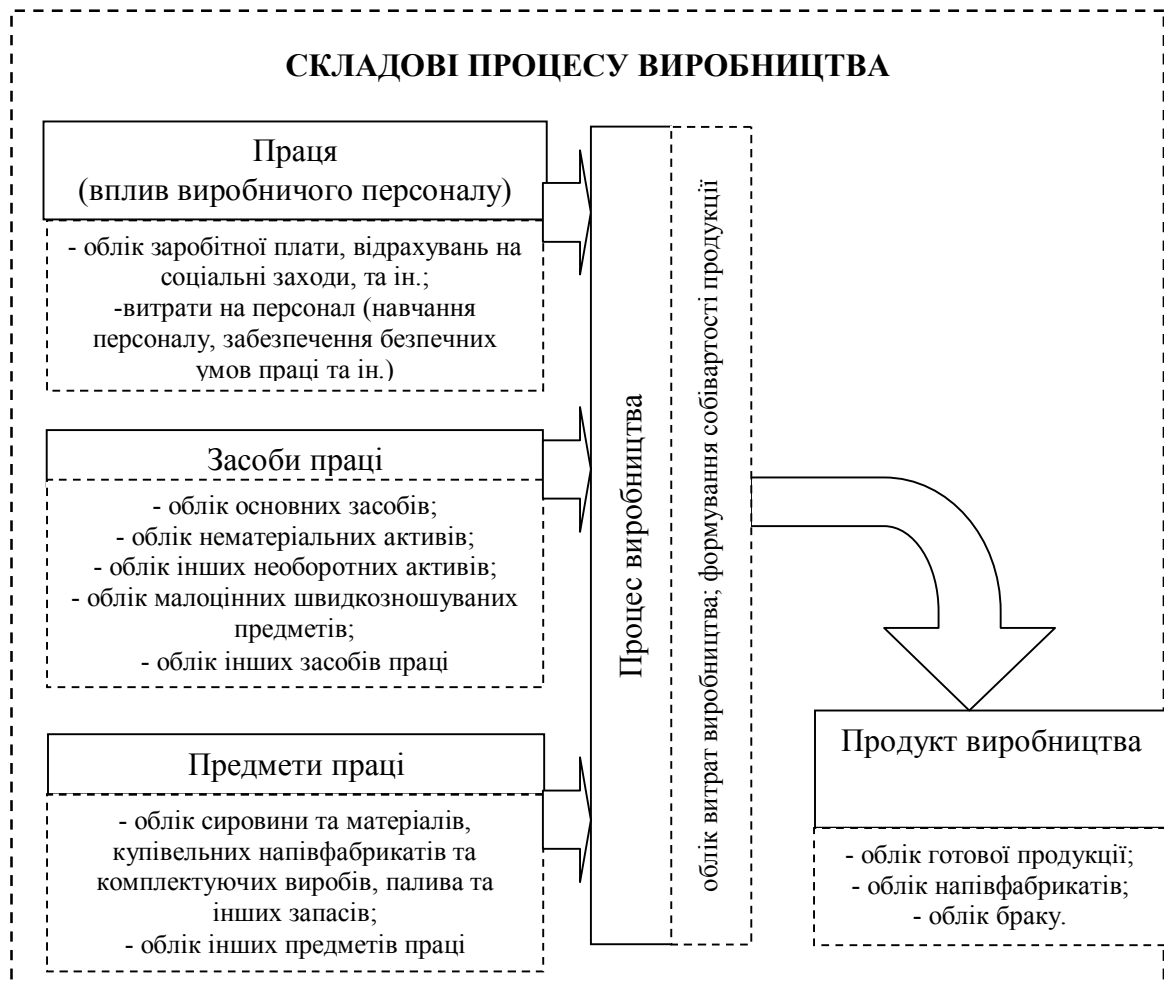 СКЛАДОВІ ПРОЦЕСУ ВИРОБНИЦТВА
Праця
(вплив виробничого персоналу)
- облік заробітної плати, відрахувань на
соціальні заходи, та ін.;
-витрати на персонал (навчання
персоналу, забезпечення безпечних
умов праці та ін.)
Засоби праці
- облік основних засобів;
- облік нематеріальних активів;
- облік інших необоротних активів;
- облік малоцінних швидкозношуваних
предметів;
- облік інших засобів праці
Предмети праці
- облік сировини та матеріалів,
купівельних напівфабрикатів та
комплектуючих виробів, палива та
інших запасів;
- облік інших предметів праці
Процес виробництва
облік витрат виробництва; формування собівартості продукції
Продукт виробництва
- облік готової продукції;
- облік напівфабрикатів;
- облік браку.